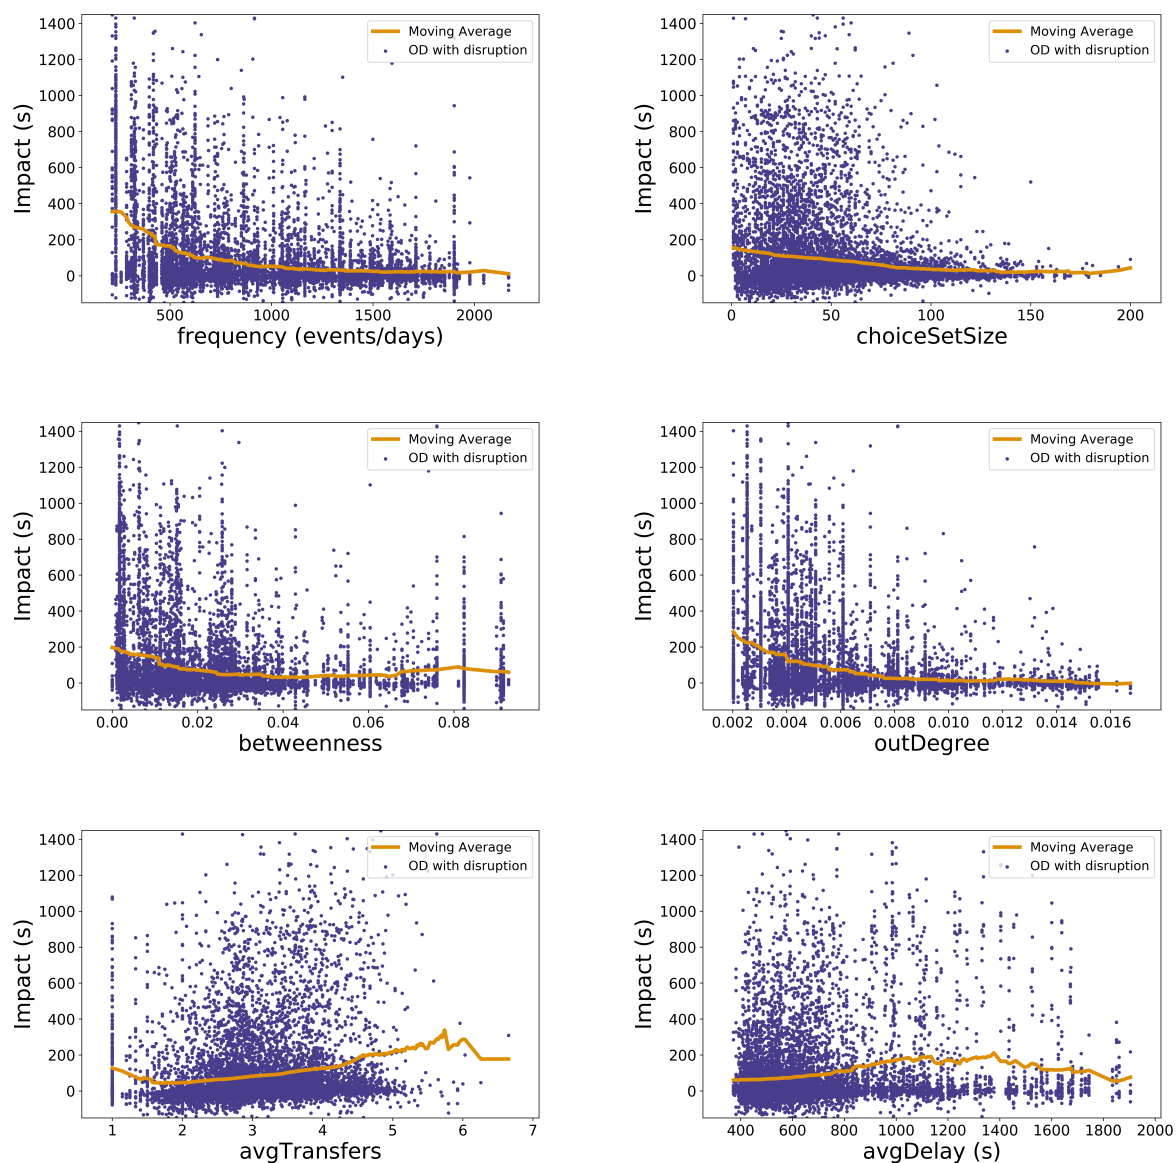 1400
1200
1000
800
600
400
200
0
Impact (s)
Moving Average
OD with disruption
500 1000 1500 2000
frequency (events/days)
1400
1200
1000
800
600
400
200
0
Impact (s)
Moving Average
OD with disruption
0 50 100 150 200
choiceSetSize
1400
1200
1000
800
600
400
200
0
Impact (s)
Moving Average
OD with disruption
0.00 0.02 0.04 0.06 0.08
betweenness
1400
1200
1000
800
600
400
200
0
Impact (s)
Moving Average
OD with disruption
0.002 0.004 0.006 0.008 0.010 0.012 0.014 0.016
outDegree
1400
1200
1000
800
600
400
200
0
Impact (s)
Moving Average
OD with disruption
1 2 3 4 5 6 7
avgTransfers
1400
1200
1000
800
600
400
200
0
Impact (s)
Moving Average
OD with disruption
400 600 800 1000 1200 1400 1600 1800 2000
avgDelay (s)